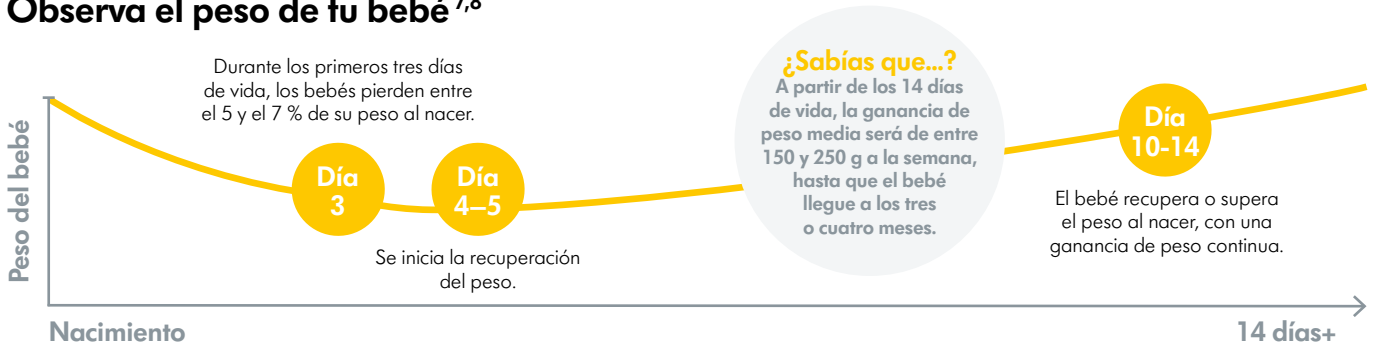 Observa el peso de tu bebé 7,8
Durante los primeros tres días
de vida, los bebés pierden entre
el 5 y el 7 % de su peso al nacer.
¿Sabías que...?
A partir de los 14 días
de vida, la ganancia de
peso media será de entre
150 y 250 g a la semana,
hasta que el bebé
llegue a los tres
o cuatro meses.
Día
3
Día
4–5
Día
10-14
Se inicia la recuperación
del peso.
El bebé recupera o supera
el peso al nacer, con una
ganancia de peso continua.
Peso del bebé
Nacimiento
14 días+